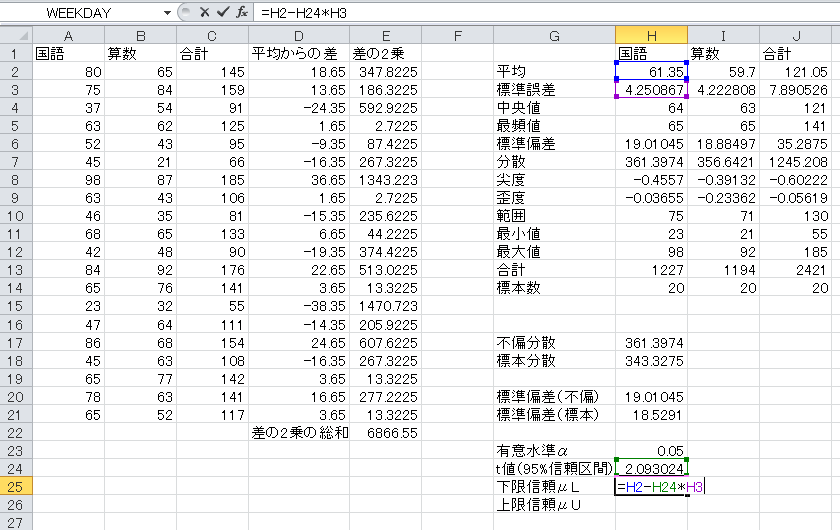 WEEKDAY fx =H2-H24*H3
A B C D E F G H I J
1 国語 算数 合計 平均からの差 差の2乗 国語 算数 合計
2 80 65 145 18.65 347.8225 平均 61.35 59.7 121.05
3 75 84 159 13.65 186.3225 標準誤差 4.250867 4.222808 7.890526
4 37 54 91 -24.35 592.9225 中央値 64 63 121
5 63 62 125 1.65 2.7225 最頻値 65 65 141
6 52 43 95 -9.35 87.4225 標準偏差 19.01045 18.88497 35.2875
7 45 21 66 -16.35 267.3225 分散 361.3974 356.6421 1245.208
8 98 87 185 36.65 1343.223 尖度 -0.4557 -0.39132 -0.60222
9 63 43 106 1.65 2.7225 歪度 -0.03655 -0.23362 -0.05619
10 46 35 81 -15.35 235.6225 範囲 75 71 130
11 68 65 133 6.65 44.2225 最小値 23 21 55
12 42 48 90 -19.35 374.4225 最大値 98 92 185
13 84 92 176 22.65 513.0225 合計 1227 1194 2421
14 65 76 141 3.65 13.3225 標本数 20 20 20
15 23 32 55 -38.35 1470.723
16 47 64 111 -14.35 205.9225
17 86 68 154 24.65 607.6225 不偏分散 361.3974
18 45 63 108 -16.35 267.3225 標本分散 343.3275
19 65 77 142 3.65 13.3225
20 78 63 141 16.65 277.2225 標準偏差(不偏) 19.01045
21 65 52 117 3.65 13.3225 標準偏差(標本) 18.5291
22 差の2乗の総和 6866.55
23 有意水準α 0.05
24 t値(95%信頼区間) 2.093024
25 下限信頼μL =H2-H24*H3
26 上限信頼μU
27